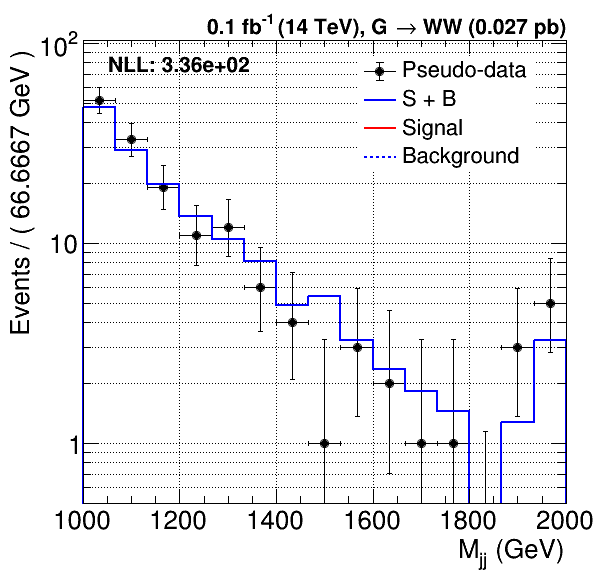 0.1 fb⁻¹ (14 TeV), G → WW (0.027 pb)
NLL: 3.36e+02
Pseudo-data
S + B
Signal
Background
Events / ( 66.6667 GeV )
10²
10
1
1000 1200 1400 1600 1800 2000
M_jj (GeV)